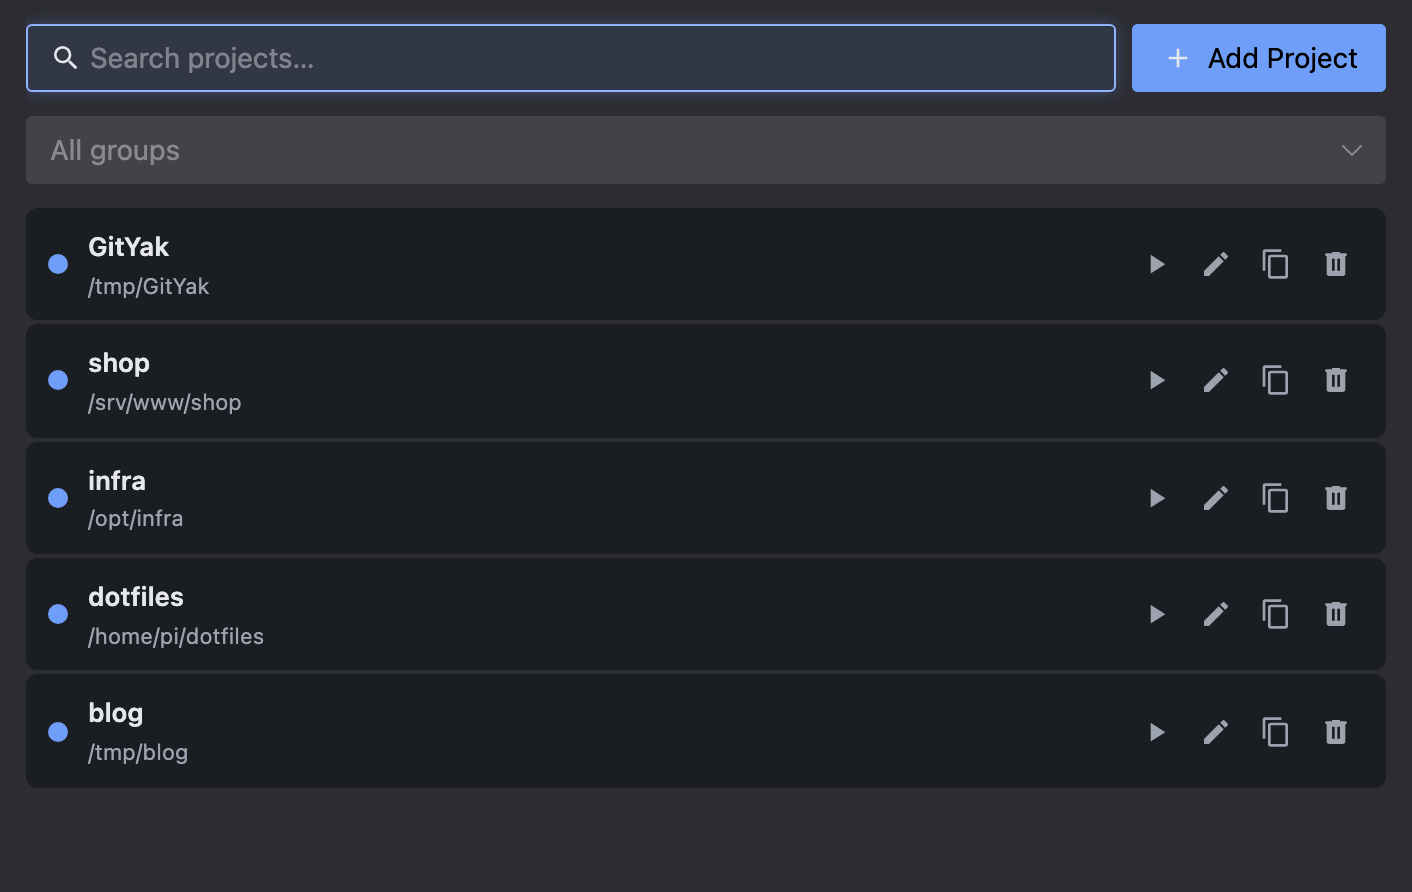 Search projects...
Add Project
All groups
GitYak
/tmp/GitYak
shop
/srv/www/shop
infra
/opt/infra
dotfiles
/home/pi/dotfiles
blog
/tmp/blog